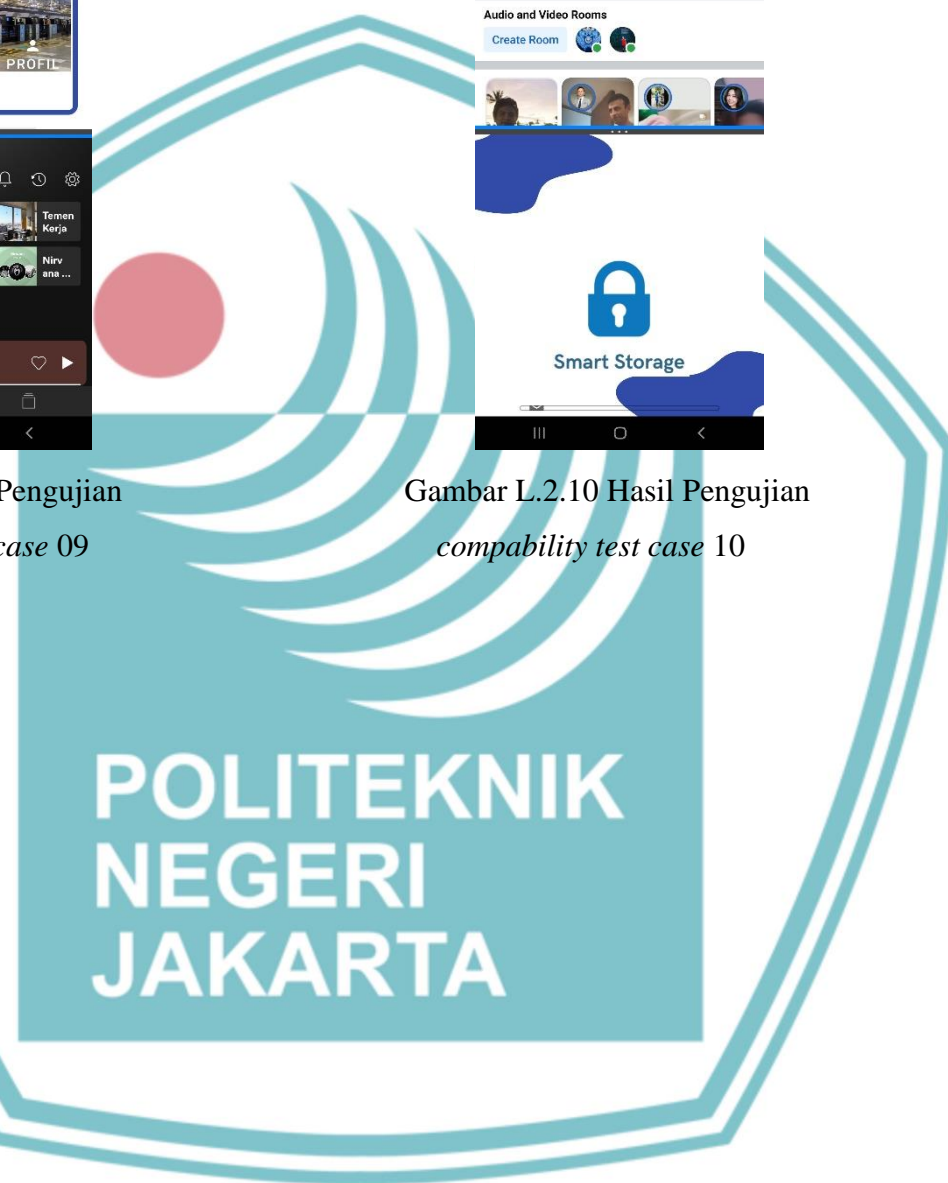 PROFIL
Temen
Kerja
Nirv
ana ...
Pengujian
case 09
Audio and Video Rooms
Create Room
Smart Storage
Gambar L.2.10 Hasil Pengujian
compability test case 10
POLITEKNIK
NEGERI
JAKARTA